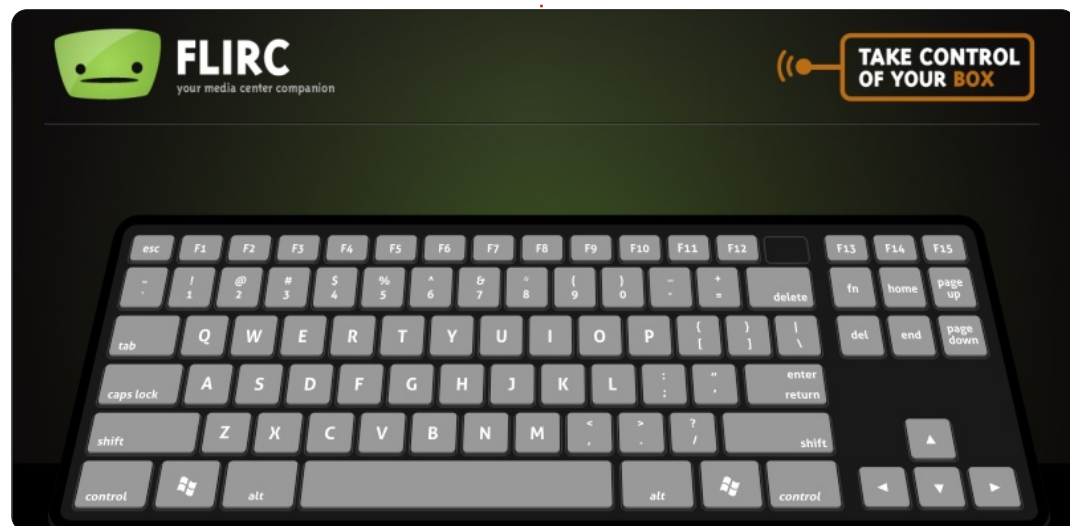 FLIRC
your media center companion
TAKE CONTROL
OF YOUR BOX
esc F1 F2 F3 F4 F5 F6 F7 F8 F9 F10 F11 F12 F13 F14 F15
~ ! @ # $ % ^ & * ( ) _ +
` 1 2 3 4 5 6 7 8 9 0 - = delete fn home page up
tab Q W E R T Y U I O P { [ } ] | \ del end page down
caps lock A S D F G H J K L : ; " ' enter return
shift Z X C V B N M < , > . ? / shift ▲
control alt alt control ◄ ▼ ►